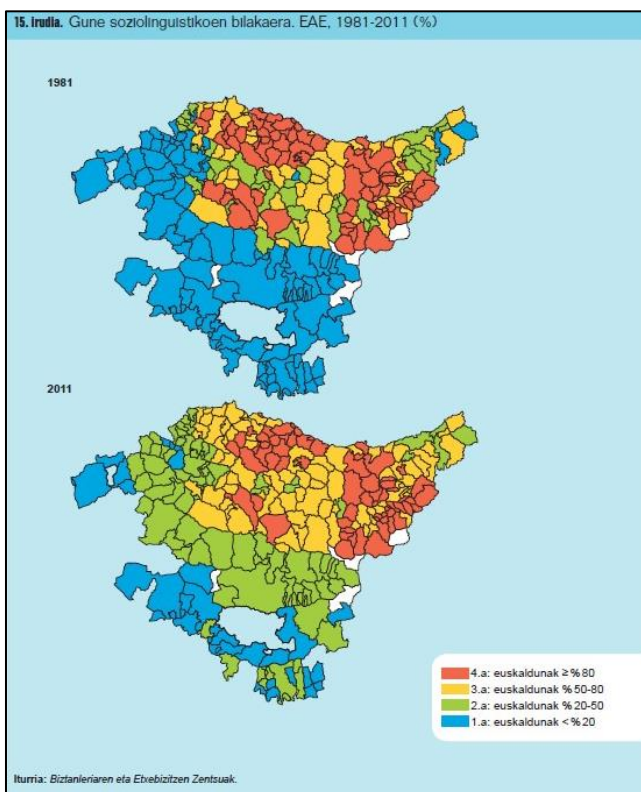 15. irudia. Gune soziolinguistikoen bilakaera. EAE, 1981-2011 (%)
1981
2011
4.a: euskaldunak ≥%80
3.a: euskaldunak %50-80
2.a: euskaldunak %20-50
1.a: euskaldunak <%20
Iturria: Biztanleriaren eta Etxebizitzen Zentsuak.